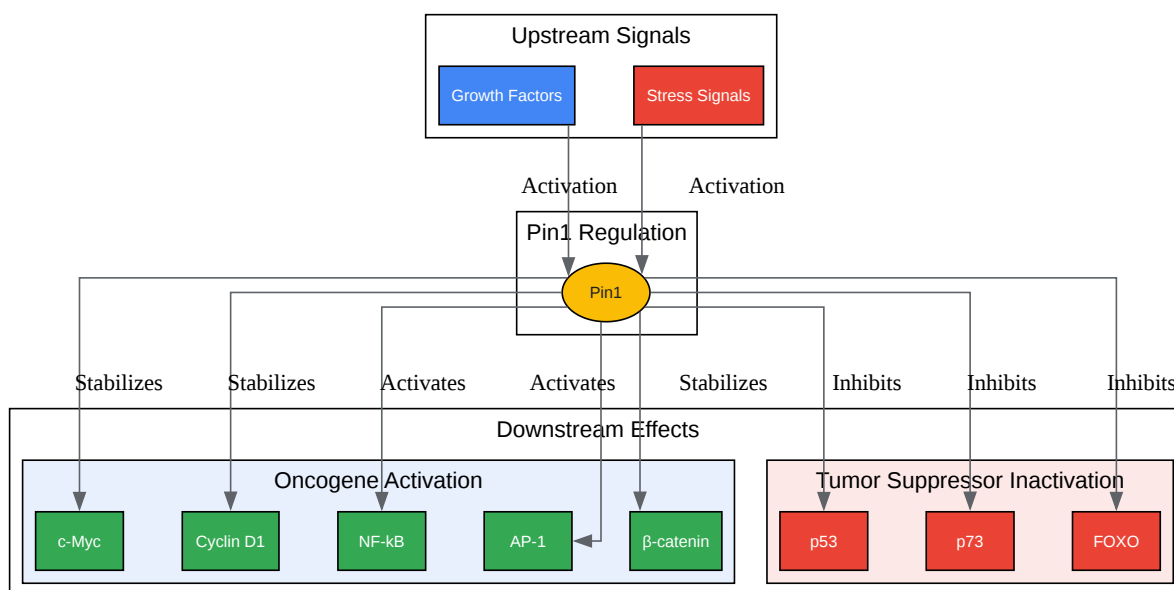 Upstream Signals
Growth Factors
Stress Signals
Activation
Activation
Pin1 Regulation
Pin1
Stabilizes
Stabilizes
Activates
Activates
Stabilizes
Inhibits
Inhibits
Inhibits
Downstream Effects
Oncogene Activation
Tumor Suppressor Inactivation
c-Myc
Cyclin D1
NF-kB
AP-1
β-catenin
p53
p73
FOXO